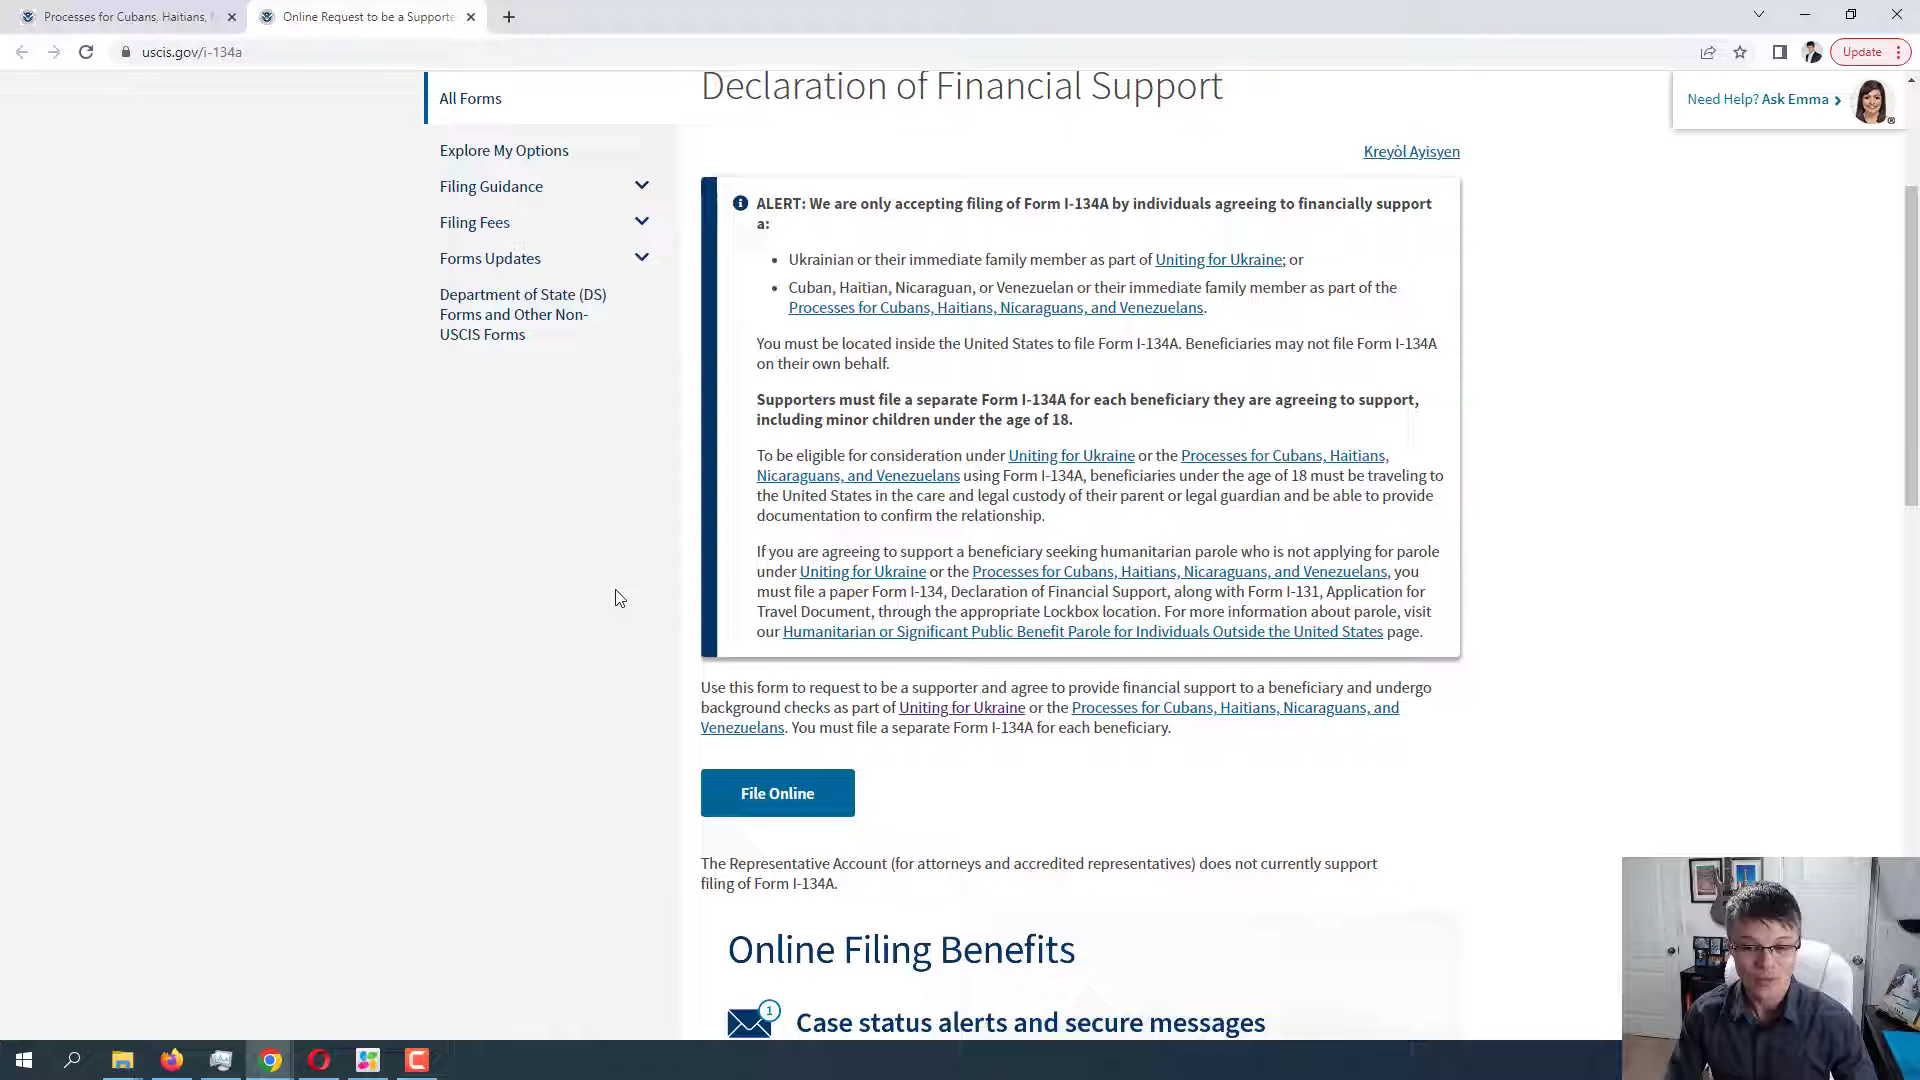 Processes for Cubans, Haitians,
Online Request to be a Supporte
uscis.gov/i-134a
Update
All Forms
Explore My Options
Filing Guidance
Filing Fees
Forms Updates
Department of State (DS)
Forms and Other Non-
USCIS Forms
Declaration of Financial Support
Need Help? Ask Emma
Kreyòl Ayisyen
ALERT: We are only accepting filing of Form I-134A by individuals agreeing to financially support
a:
• Ukrainian or their immediate family member as part of Uniting for Ukraine; or
• Cuban, Haitian, Nicaraguan, or Venezuelan or their immediate family member as part of the
Processes for Cubans, Haitians, Nicaraguans, and Venezuelans.
You must be located inside the United States to file Form I-134A. Beneficiaries may not file Form I-134A
on their own behalf.
Supporters must file a separate Form I-134A for each beneficiary they are agreeing to support,
including minor children under the age of 18.
To be eligible for consideration under Uniting for Ukraine or the Processes for Cubans, Haitians,
Nicaraguans, and Venezuelans using Form I-134A, beneficiaries under the age of 18 must be traveling to
the United States in the care and legal custody of their parent or legal guardian and be able to provide
documentation to confirm the relationship.
If you are agreeing to support a beneficiary seeking humanitarian parole who is not applying for parole
under Uniting for Ukraine or the Processes for Cubans, Haitians, Nicaraguans, and Venezuelans, you
must file a paper Form I-134, Declaration of Financial Support, along with Form I-131, Application for
Travel Document, through the appropriate Lockbox location. For more information about parole, visit
our Humanitarian or Significant Public Benefit Parole for Individuals Outside the United States page.
Use this form to request to be a supporter and agree to provide financial support to a beneficiary and undergo
background checks as part of Uniting for Ukraine or the Processes for Cubans, Haitians, Nicaraguans, and
Venezuelans. You must file a separate Form I-134A for each beneficiary.
File Online
The Representative Account (for attorneys and accredited representatives) does not currently support
filing of Form I-134A.
Online Filing Benefits
1
Case status alerts and secure messages